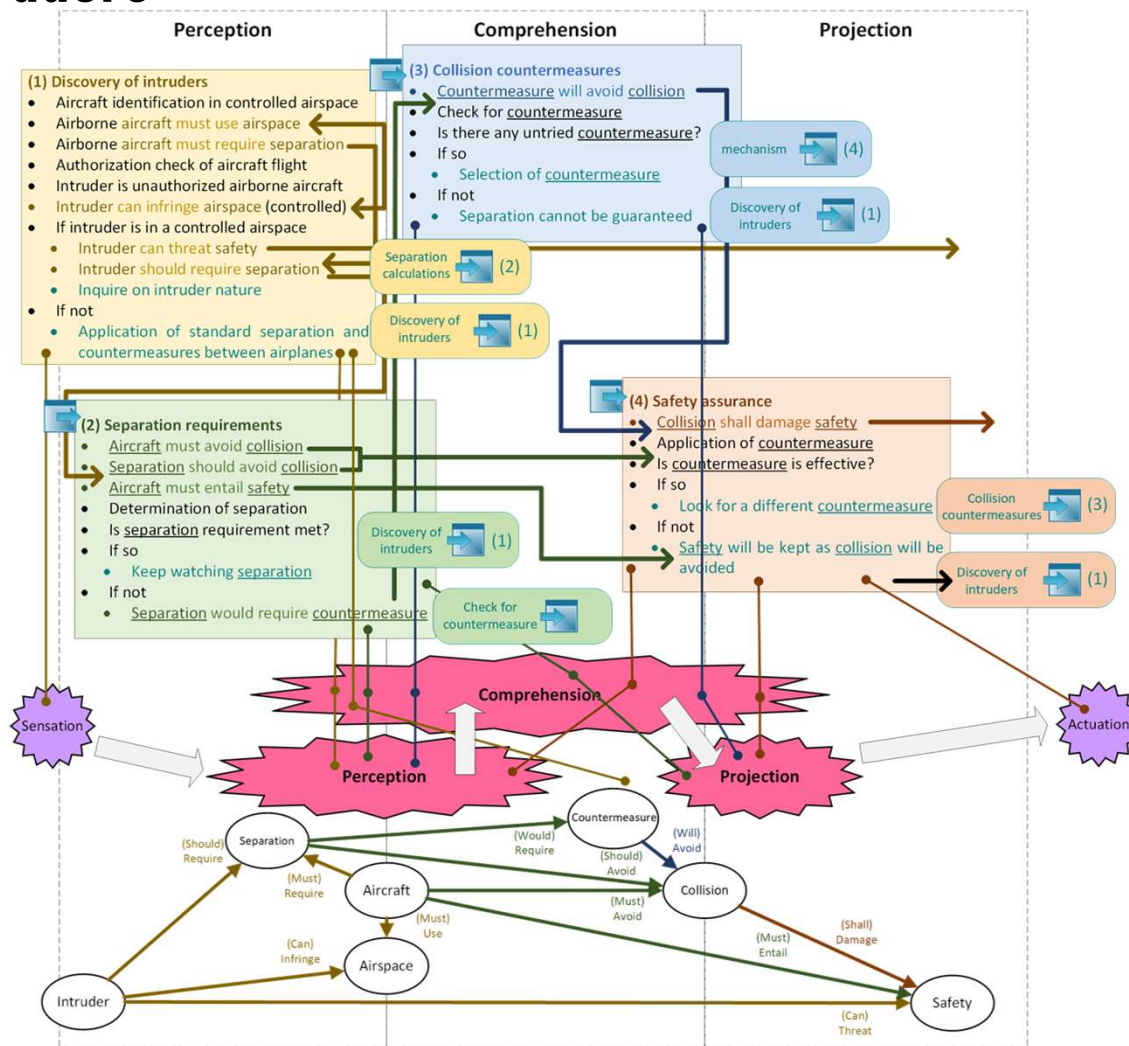 Perception
Comprehension
Projection
(1) Discovery of intruders
• Aircraft identification in controlled airspace
• Airborne aircraft must use airspace
• Airborne aircraft must require separation
• Authorization check of aircraft flight
• Intruder is unauthorized airborne aircraft
• Intruder can infringe airspace (controlled)
• If intruder is in a controlled airspace
• Intruder can threat safety
• Intruder should require separation
• Inquire on intruder nature
• If not
• Application of standard separation and
countermeasures between airplanes
Separation
calculations
(2)
Discovery of
intruders
(1)
(3) Collision countermeasures
• Countermeasure will avoid collision
• Check for countermeasure
• Is there any untried countermeasure?
• If so
• Selection of countermeasure
• If not
• Separation cannot be guaranteed
mechanism
(4)
Discovery of
intruders
(1)
(2) Separation requirements
• Aircraft must avoid collision
• Separation should avoid collision
• Aircraft must entail safety
• Determination of separation
• Is separation requirement met?
• If so
• Keep watching separation
• If not
• Separation would require countermeasure
Discovery of
intruders
(1)
Check for
countermeasure
(4) Safety assurance
• Collision shall damage safety
• Application of countermeasure
• Is countermeasure is effective?
• If so
• Look for a different countermeasure
• If not
• Safety will be kept as collision will be
avoided
Collision
countermeasures
(3)
Discovery of
intruders
(1)
Sensation
Comprehension
Perception
Projection
Actuation
Separation
Countermeasure
Aircraft
Collision
Airspace
Intruder
Safety
(Should)
Require
(Must)
Require
(Would)
Require
(Should)
Avoid
(Will)
Avoid
(Must)
Avoid
(Must)
Use
(Can)
Infringe
(Must)
Entail
(Shall)
Damage
(Can)
Threat